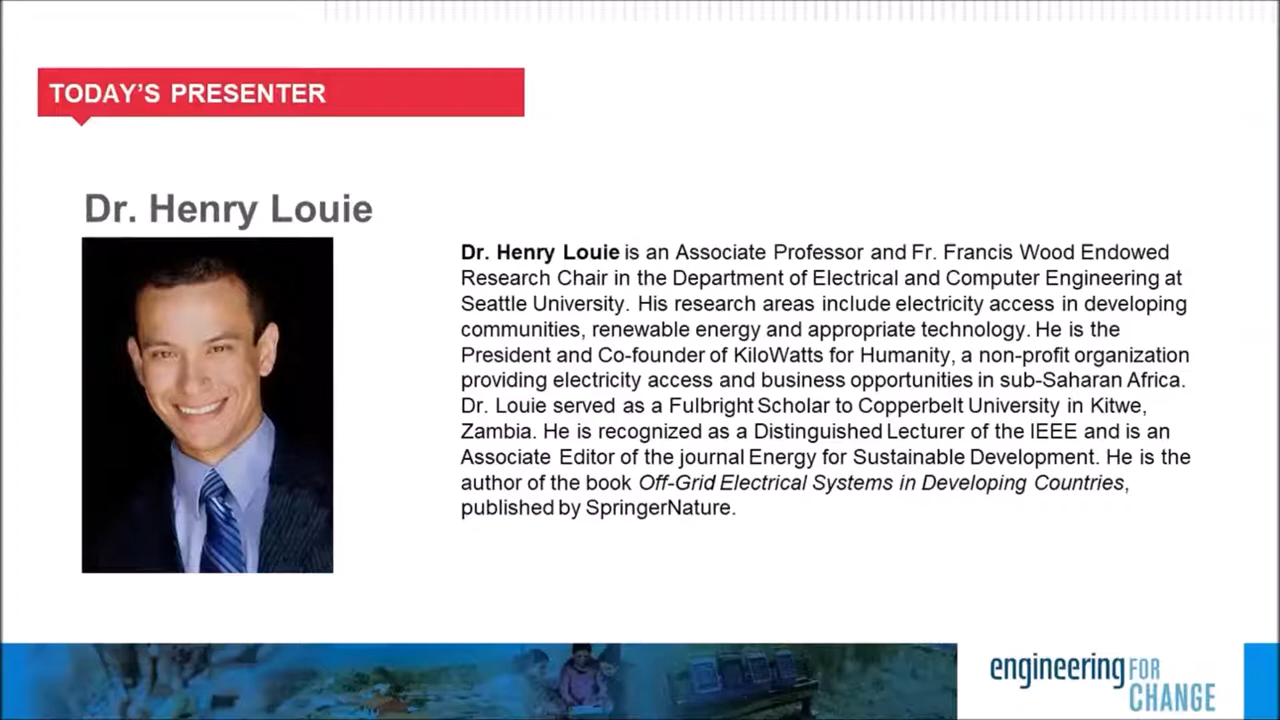 TODAY'S PRESENTER
Dr. Henry Louie
Dr. Henry Louie is an Associate Professor and Fr. Francis Wood Endowed
Research Chair in the Department of Electrical and Computer Engineering at
Seattle University. His research areas include electricity access in developing
communities, renewable energy and appropriate technology. He is the
President and Co-founder of KiloWatts for Humanity, a non-profit organization
providing electricity access and business opportunities in sub-Saharan Africa.
Dr. Louie served as a Fulbright Scholar to Copperbelt University in Kitwe,
Zambia. He is recognized as a Distinguished Lecturer of the IEEE and is an
Associate Editor of the journal Energy for Sustainable Development. He is the
author of the book Off-Grid Electrical Systems in Developing Countries,
published by SpringerNature.
engineering FOR
CHANGE